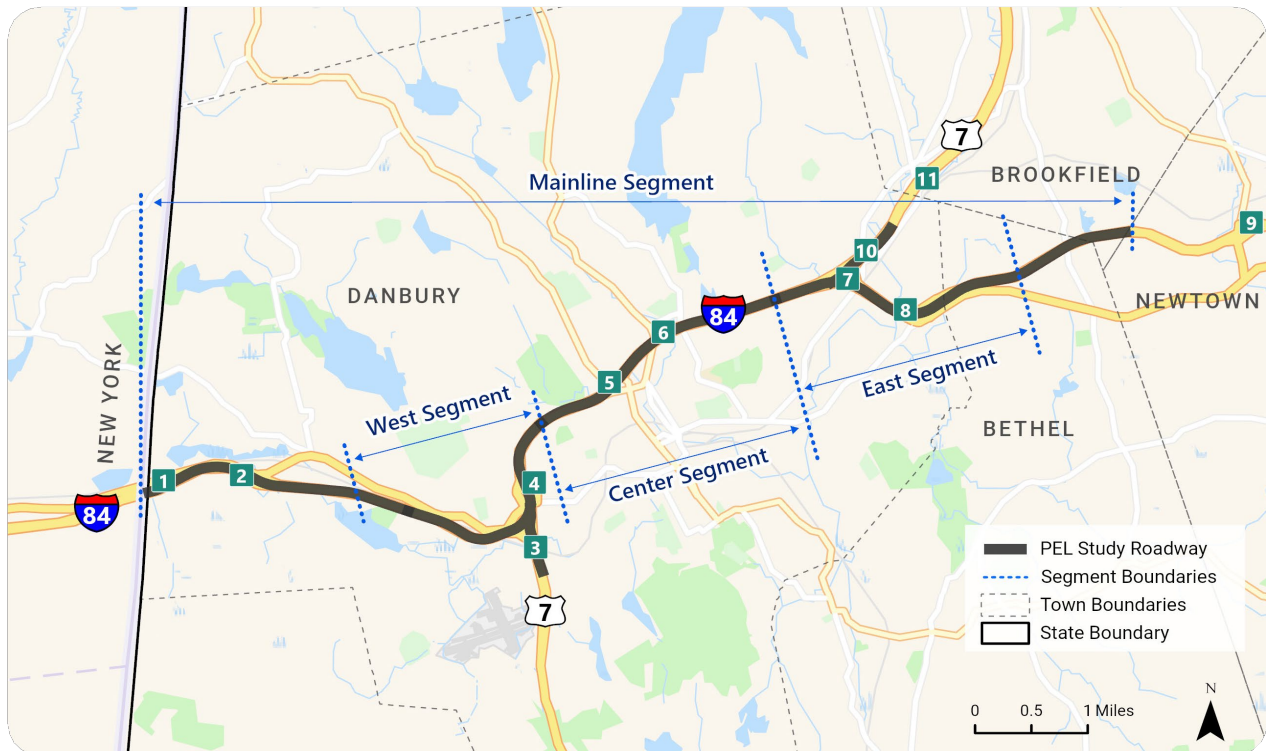 7
11
BROOKFIELD
Mainline Segment
9
10
7
DANBURY
8
NEWTOWN
84
6
NEW YORK
5
East Segment
West Segment
BETHEL
Center Segment
1
2
4
84
3
7
PEL Study Roadway
Segment Boundaries
Town Boundaries
State Boundary
N
0 0.5 1 Miles